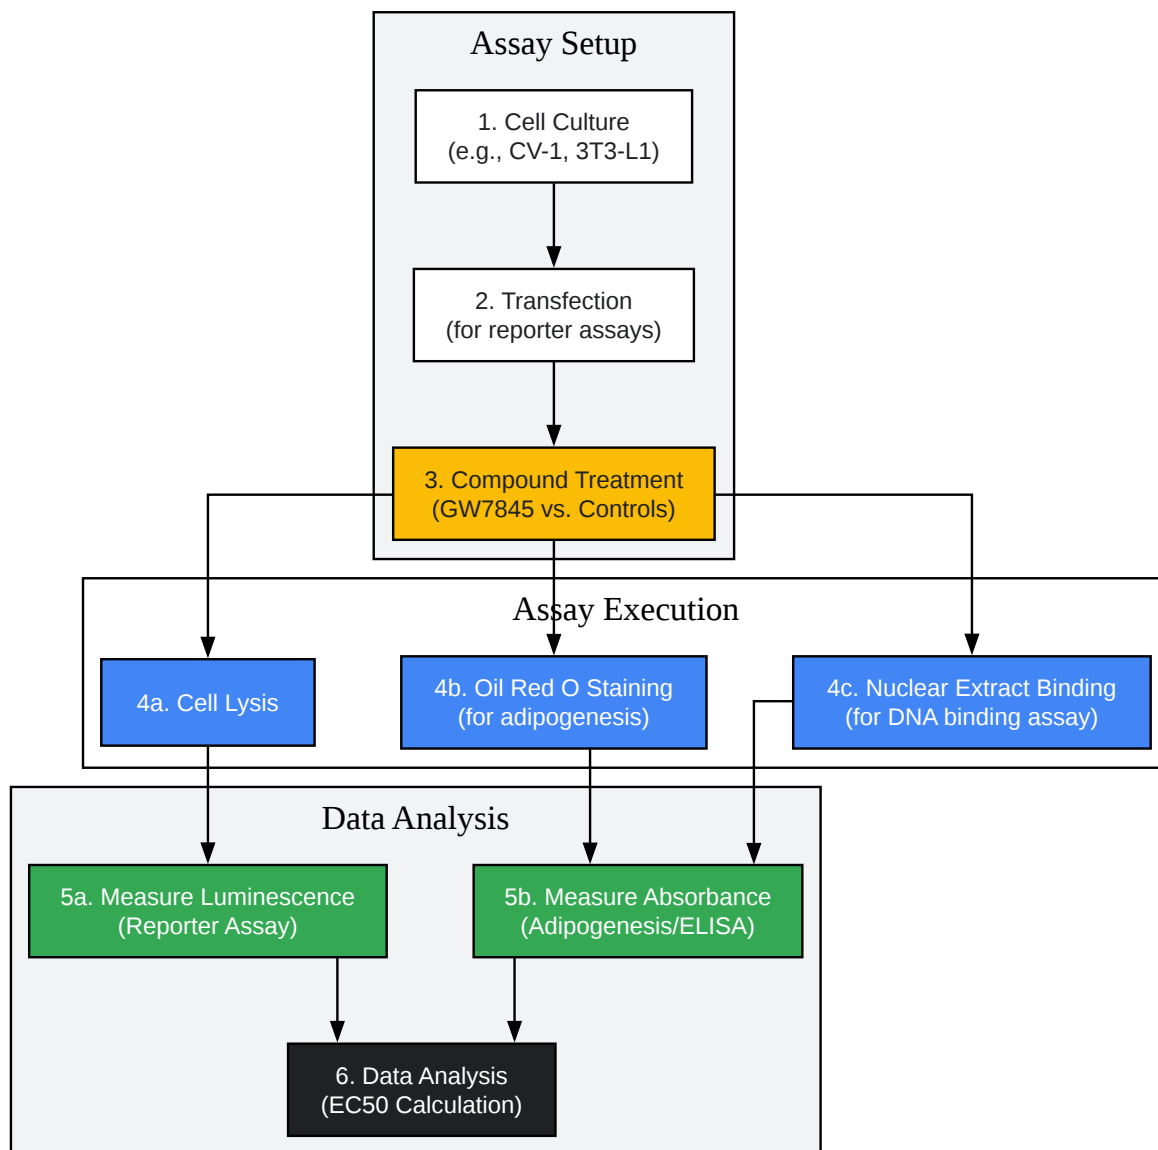 Assay Setup
1. Cell Culture
(e.g., CV-1, 3T3-L1)
2. Transfection
(for reporter assays)
3. Compound Treatment
(GW7845 vs. Controls)
Assay Execution
4a. Cell Lysis
4b. Oil Red O Staining
(for adipogenesis)
4c. Nuclear Extract Binding
(for DNA binding assay)
Data Analysis
5a. Measure Luminescence
(Reporter Assay)
5b. Measure Absorbance
(Adipogenesis/ELISA)
6. Data Analysis
(EC50 Calculation)